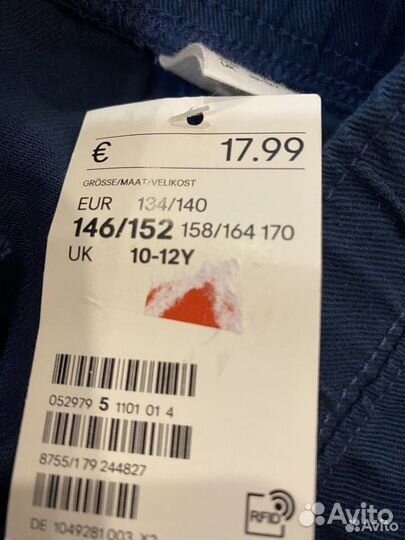 € 17.99
GRÖSSE/MAAT/VELIKOST
EUR 134/140
146/152 158/164 170
UK 10-12Y
052979 5 1101 01 4
8755/179 244827
RFID
DE 1049281003 X2
Avito